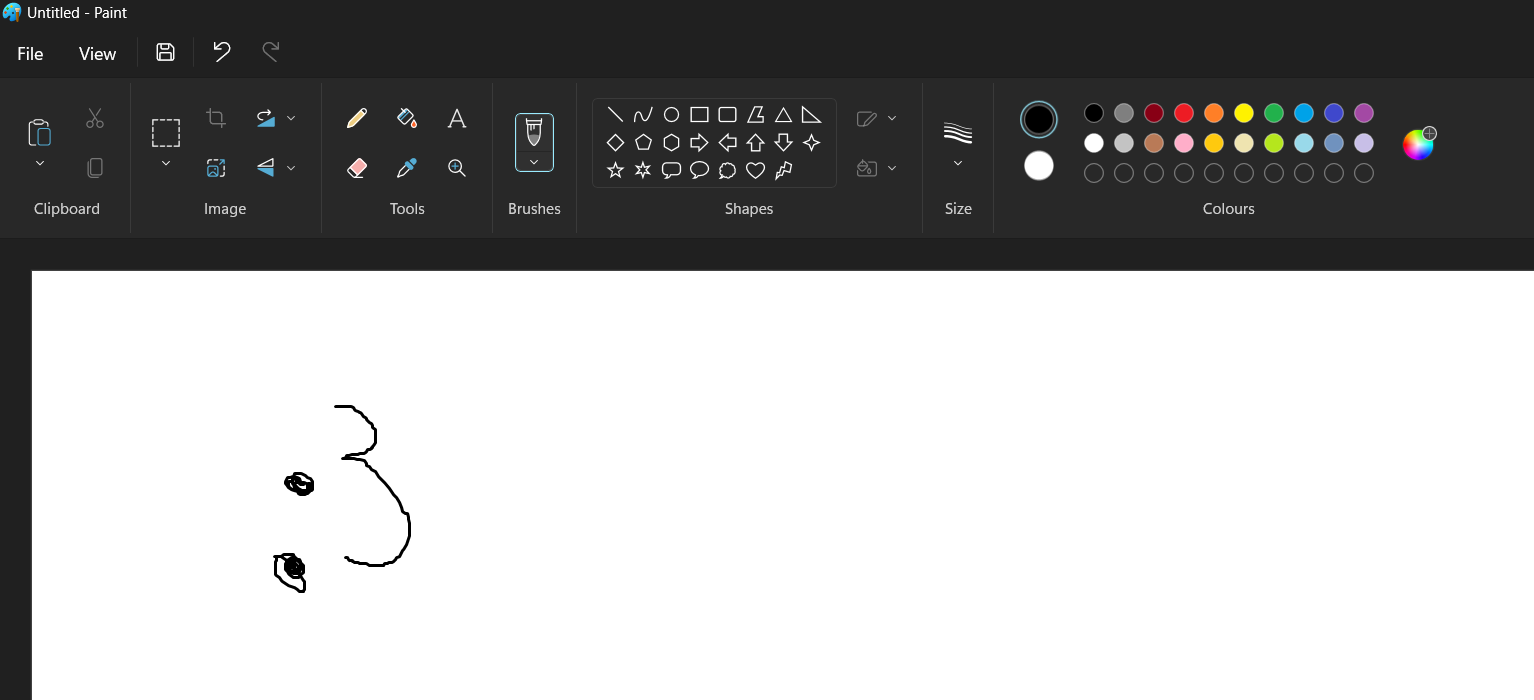 Untitled - Paint
File View
Clipboard Image Tools Brushes Shapes Size Colours
:3